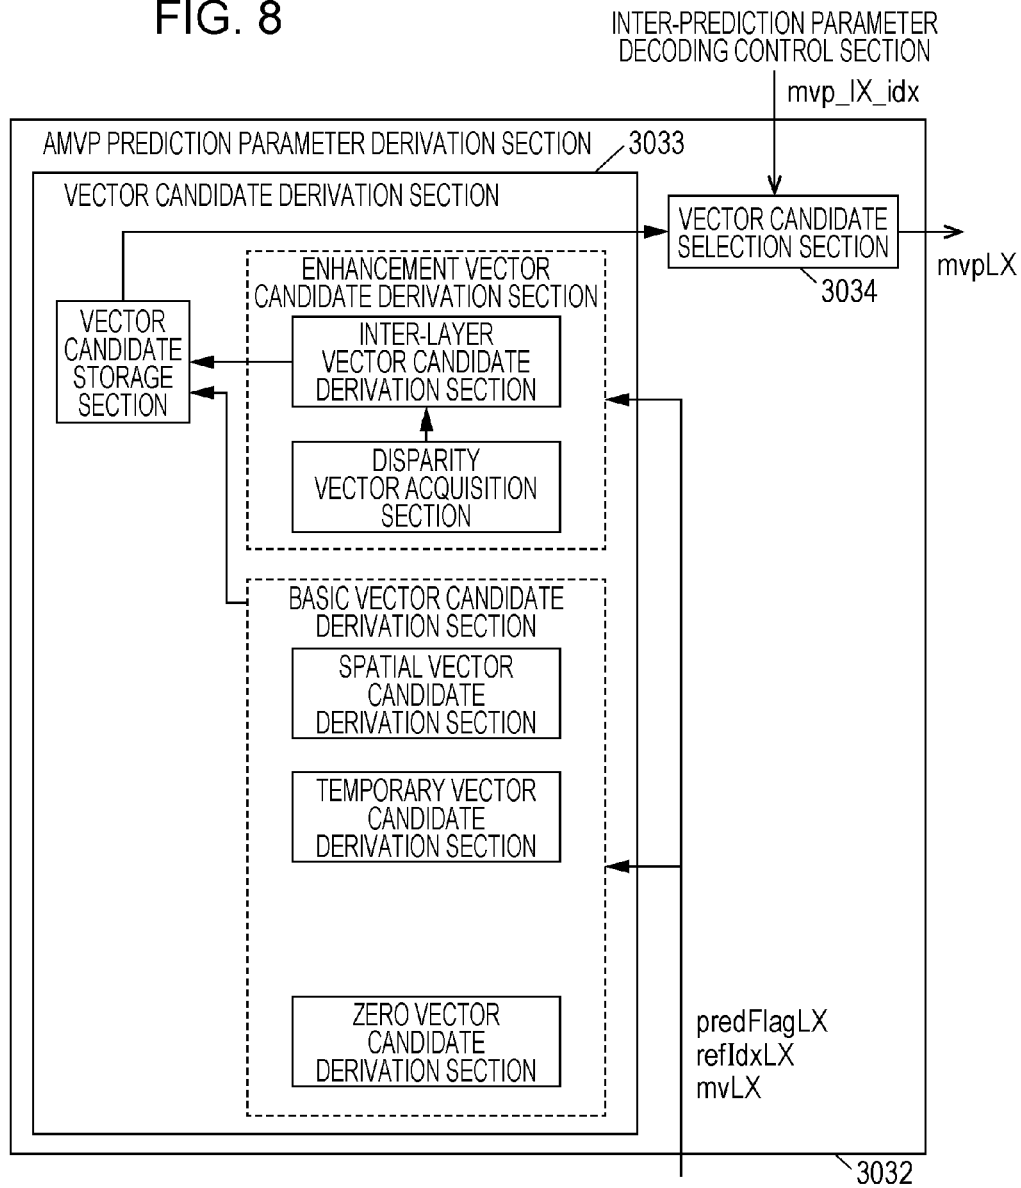 FIG. 8
INTER-PREDICTION PARAMETER
DECODING CONTROL SECTION
mvp_lX_idx
AMVP PREDICTION PARAMETER DERIVATION SECTION
3033
VECTOR CANDIDATE DERIVATION SECTION
VECTOR CANDIDATE
SELECTION SECTION
mvpLX
3034
ENHANCEMENT VECTOR
CANDIDATE DERIVATION SECTION
VECTOR
CANDIDATE
STORAGE
SECTION
INTER-LAYER
VECTOR CANDIDATE
DERIVATION SECTION
DISPARITY
VECTOR ACQUISITION
SECTION
BASIC VECTOR CANDIDATE
DERIVATION SECTION
SPATIAL VECTOR
CANDIDATE
DERIVATION SECTION
TEMPORARY VECTOR
CANDIDATE
DERIVATION SECTION
ZERO VECTOR
CANDIDATE
DERIVATION SECTION
predFlagLX
refIdxLX
mvLX
3032